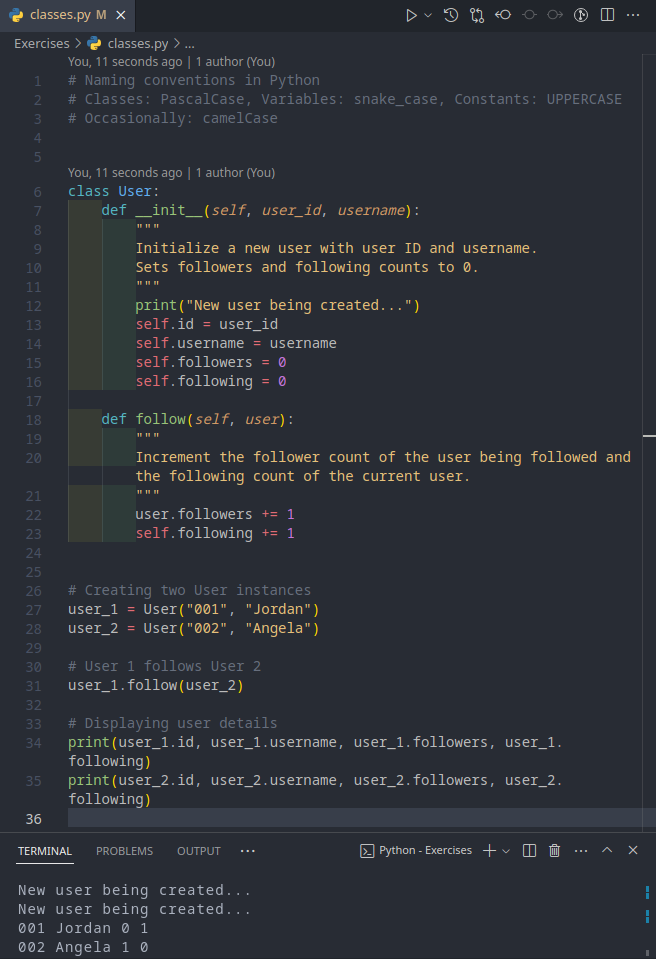 classes.py M
Exercises > classes.py > ...
You, 11 seconds ago | 1 author (You)
1 # Naming conventions in Python
2 # Classes: PascalCase, Variables: snake_case, Constants: UPPERCASE
3 # Occasionally: camelCase
4
5
You, 11 seconds ago | 1 author (You)
6 class User:
7     def __init__(self, user_id, username):
8         """
9         Initialize a new user with user ID and username.
10         Sets followers and following counts to 0.
11         """
12         print("New user being created...")
13         self.id = user_id
14         self.username = username
15         self.followers = 0
16         self.following = 0
17
18     def follow(self, user):
19         """
20         Increment the follower count of the user being followed and
        the following count of the current user.
21         """
22         user.followers += 1
23         self.following += 1
24
25
26 # Creating two User instances
27 user_1 = User("001", "Jordan")
28 user_2 = User("002", "Angela")
29
30 # User 1 follows User 2
31 user_1.follow(user_2)
32
33 # Displaying user details
34 print(user_1.id, user_1.username, user_1.followers, user_1.
following)
35 print(user_2.id, user_2.username, user_2.followers, user_2.
following)
36
TERMINAL PROBLEMS OUTPUT ... Python - Exercises
New user being created...
New user being created...
001 Jordan 0 1
002 Angela 1 0